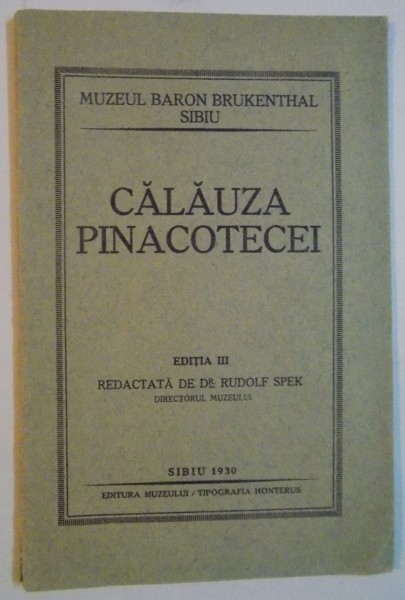 MUZEUL BARON BRUKENTHAL
SIBIU
CĂLĂUZA
PINACOTECEI
EDIȚIA III
REDACTATĂ DE DR. RUDOLF SPEK
DIRECTORUL MUZEULUI
SIBIU 1930
EDITURA MUZEULUI / TIPOGRAFIA HONTERUS